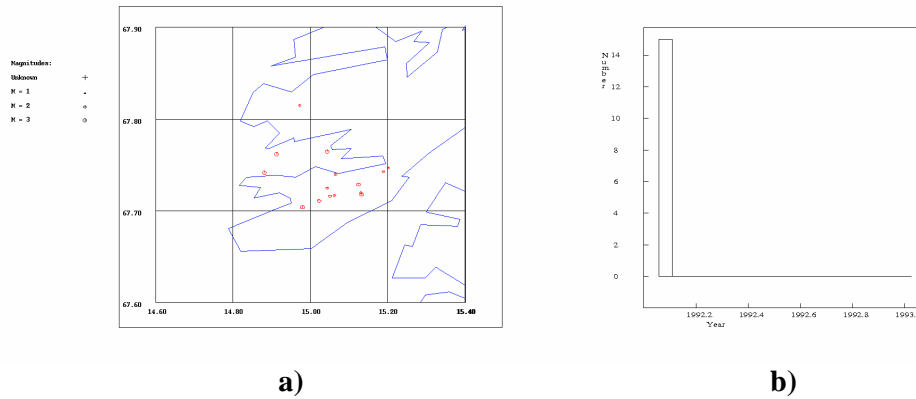 67.90
Magnitudes:
Unknown +
M = 1
M = 2
M = 3
67.80
67.70
67.60
14.60 14.80 15.00 15.20 15.40
Number
14
12
10
8
6
4
2
0
1992.2 1992.4 1992.6 1992.8 1993.
Year
a) b)